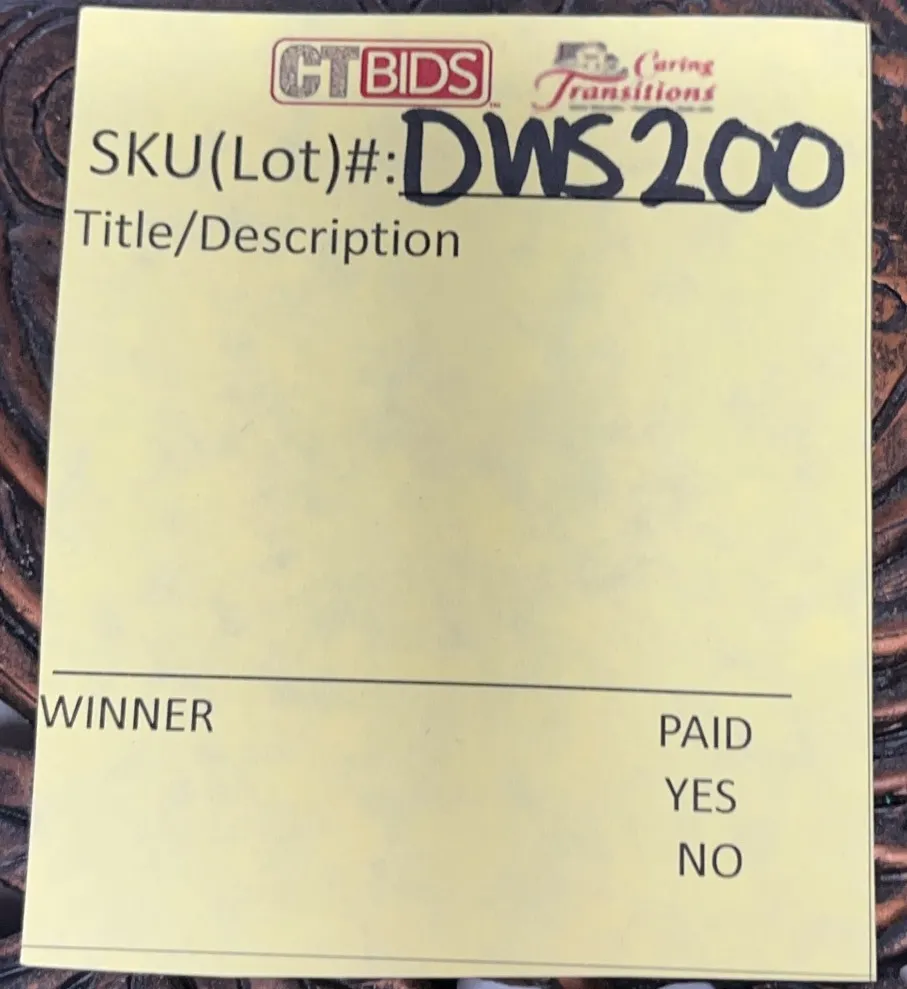 CTBIDS
Caring
Transitions
SKU(Lot)#:DWS200
Title/Description
WINNER
PAID
YES
NO